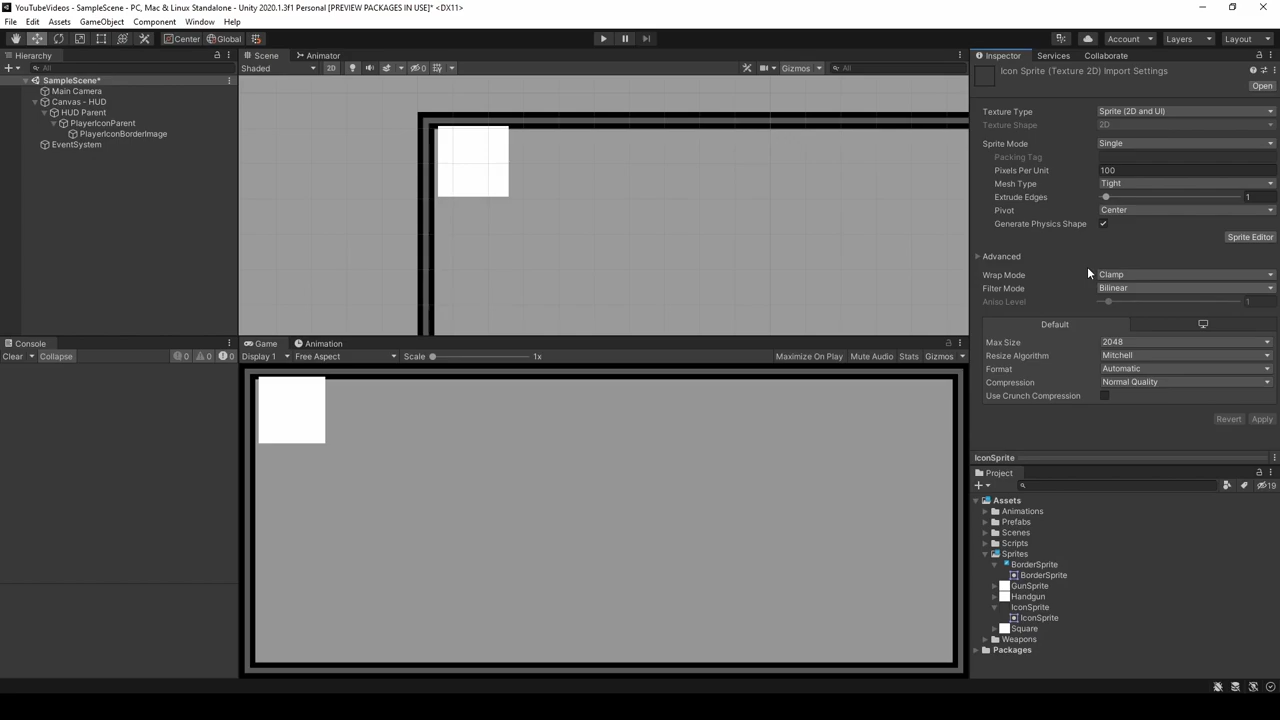 YouTubeVideos - SampleScene - PC, Mac & Linux Standalone - Unity 2020.1.3f1 Personal [PREVIEW PACKAGES IN USE]* <DX11>
File Edit Assets GameObject Component Window Help
Center Global Account Layers Layout
Hierarchy
All
SampleScene*
Main Camera
Canvas - HUD
HUD Parent
PlayerIconParent
PlayerIconBorderImage
EventSystem
Scene Animator
Shaded 2D 0 Gizmos All
Console
Clear Collapse 0 0 0
Game Animation
Display 1 Free Aspect Scale 1x Maximize On Play Mute Audio Stats Gizmos
Inspector Services Collaborate
Icon Sprite (Texture 2D) Import Settings
Open
Texture Type Sprite (2D and UI)
Texture Shape 2D
Sprite Mode Single
Packing Tag
Pixels Per Unit 100
Mesh Type Tight
Extrude Edges 1
Pivot Center
Generate Physics Shape
Sprite Editor
Advanced
Wrap Mode Clamp
Filter Mode Bilinear
Aniso Level 1
Default
Max Size 2048
Resize Algorithm Mitchell
Format Automatic
Compression Normal Quality
Use Crunch Compression
Revert Apply
IconSprite
Project
19
Assets
Animations
Prefabs
Scenes
Scripts
Sprites
BorderSprite
BorderSprite
GunSprite
Handgun
IconSprite
IconSprite
Square
Weapons
Packages